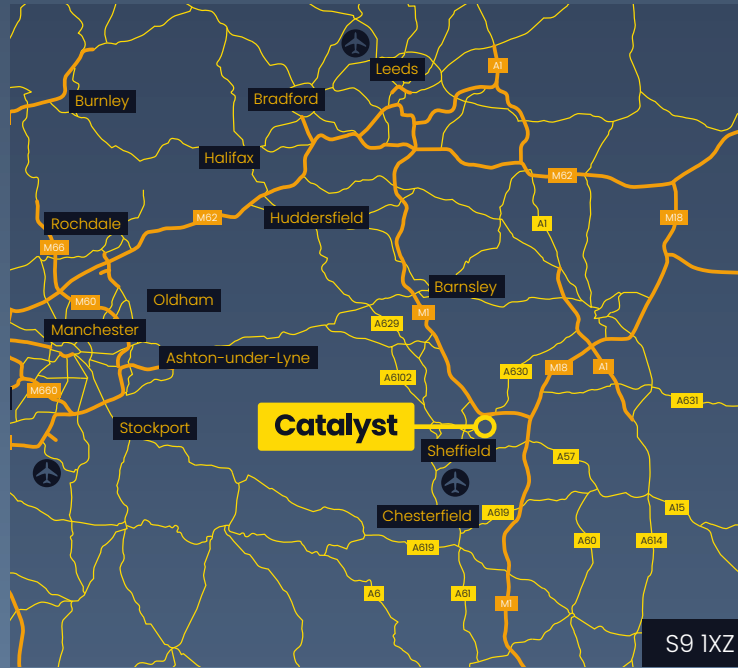 Leeds
A1
Burnley
Bradford
Halifax
M62
Rochdale
M62
Huddersfield
M18
A1
M66
Barnsley
M60
Oldham
M1
A629
Manchester
Ashton-under-Lyne
A6102
A630
M18
A1
M660
A631
Catalyst
Stockport
Sheffield
A57
Chesterfield
A619
A15
A619
A60
A614
A6
A61
M1
S9 1XZ